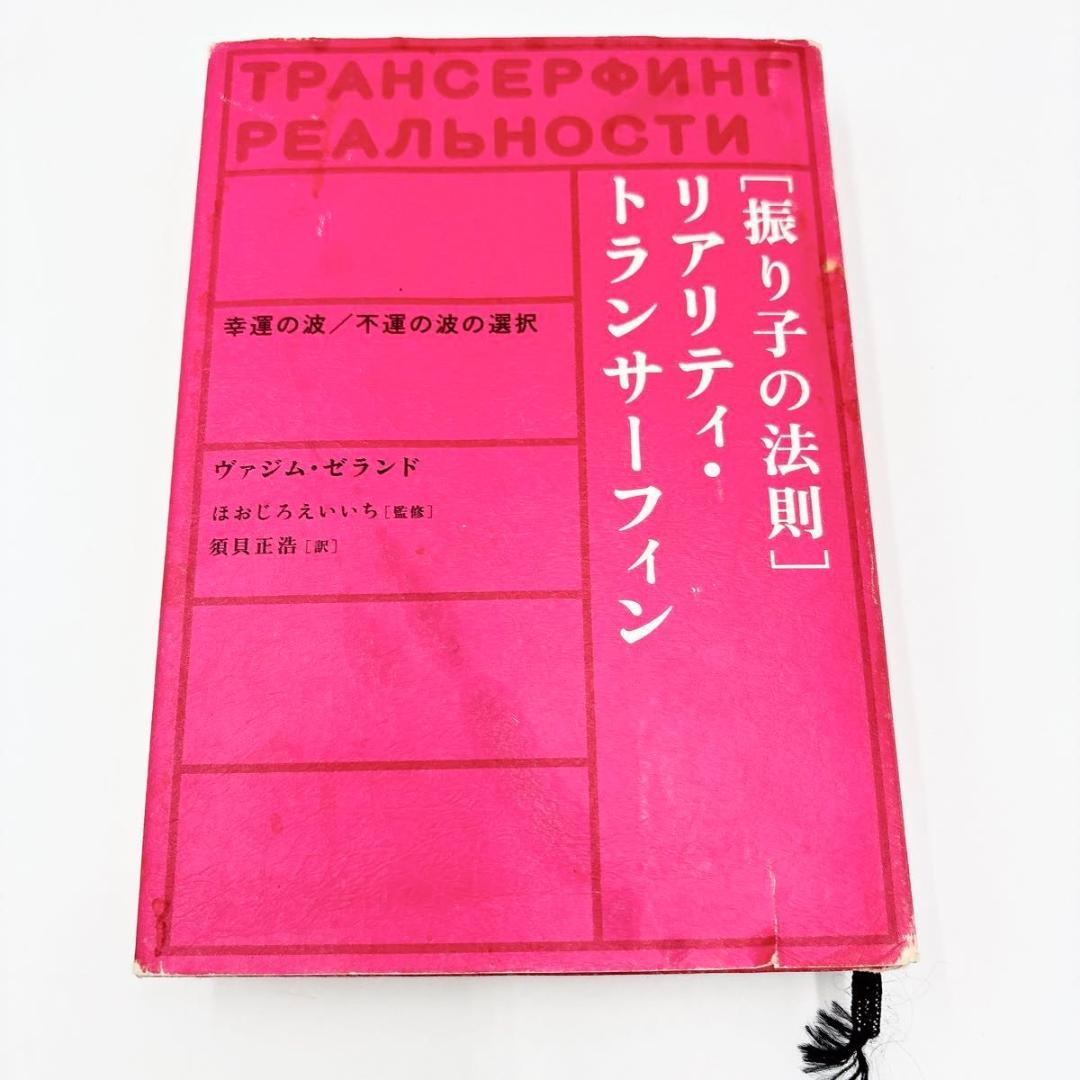 ТРАНСЕРФИНГ
РЕАЛЬНОСТИ
[振り子の法則]
リアリティ・
トランサーフィン
幸運の波／不運の波の選択
ヴァジム・ゼランド
ほおじろえいいち[監修]
須貝正浩[訳]